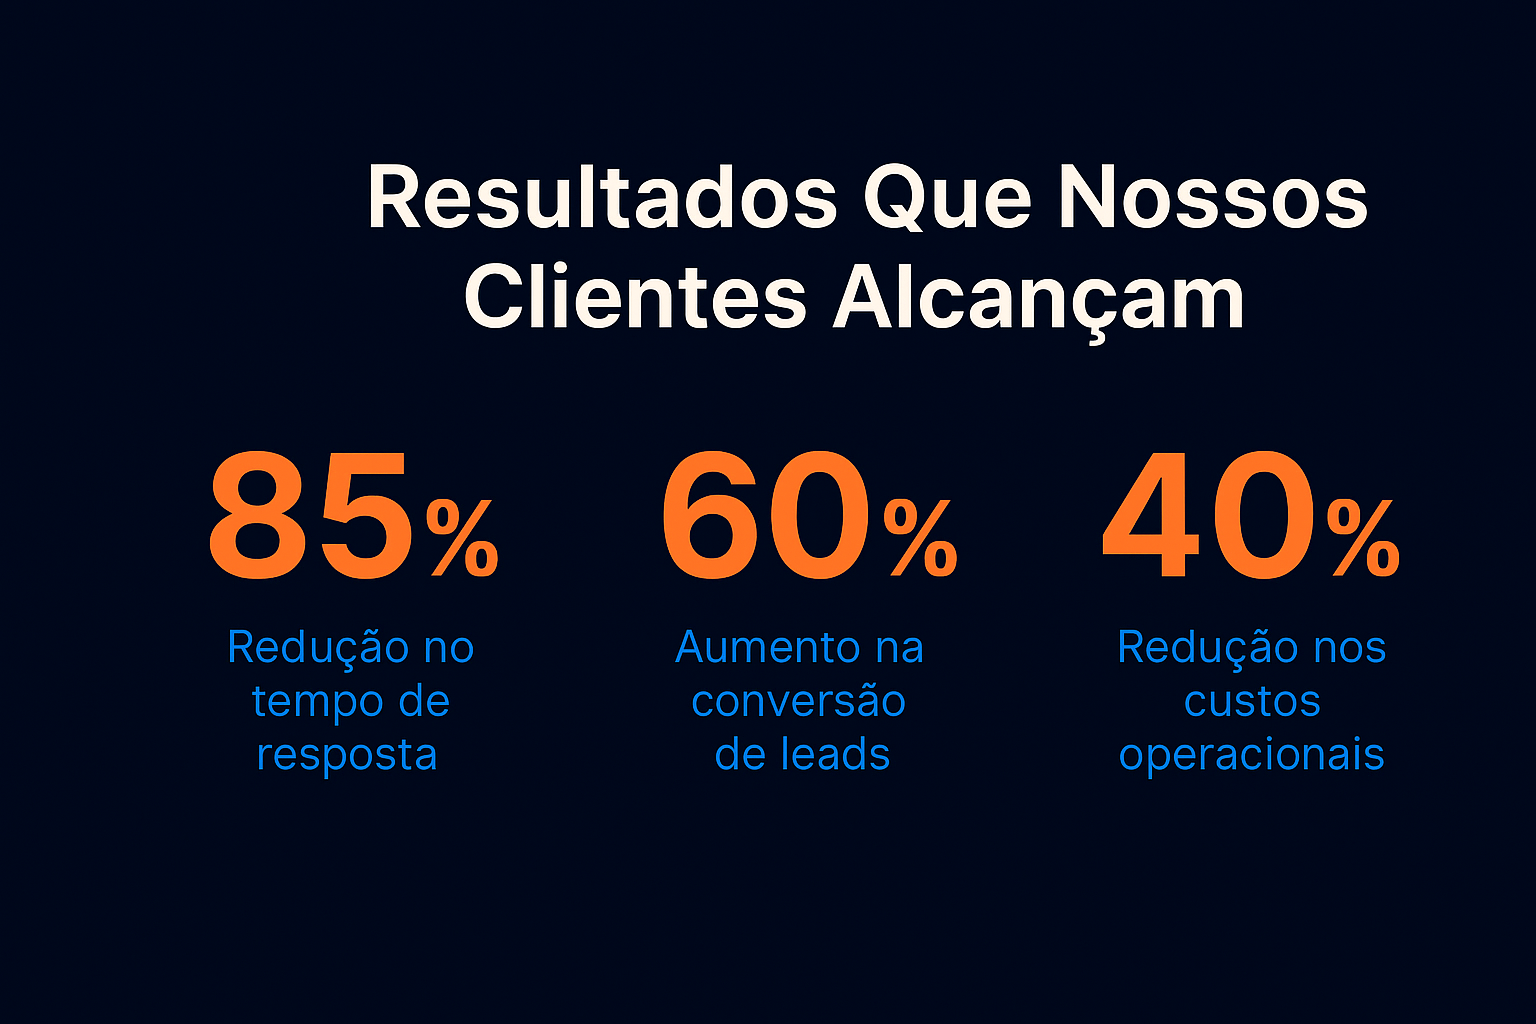 Resultados Que Nossos
Clientes Alcançam
85%
Redução no
tempo de
resposta
60%
Aumento na
conversão
de leads
40%
Redução nos
custos
operacionais